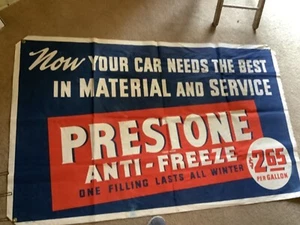 Now YOUR CAR NEEDS THE BEST
IN MATERIAL AND SERVICE
PRESTONE
ANTI-FREEZE
ONE FILLING LASTS ALL WINTER
$2.65
PER GALLON